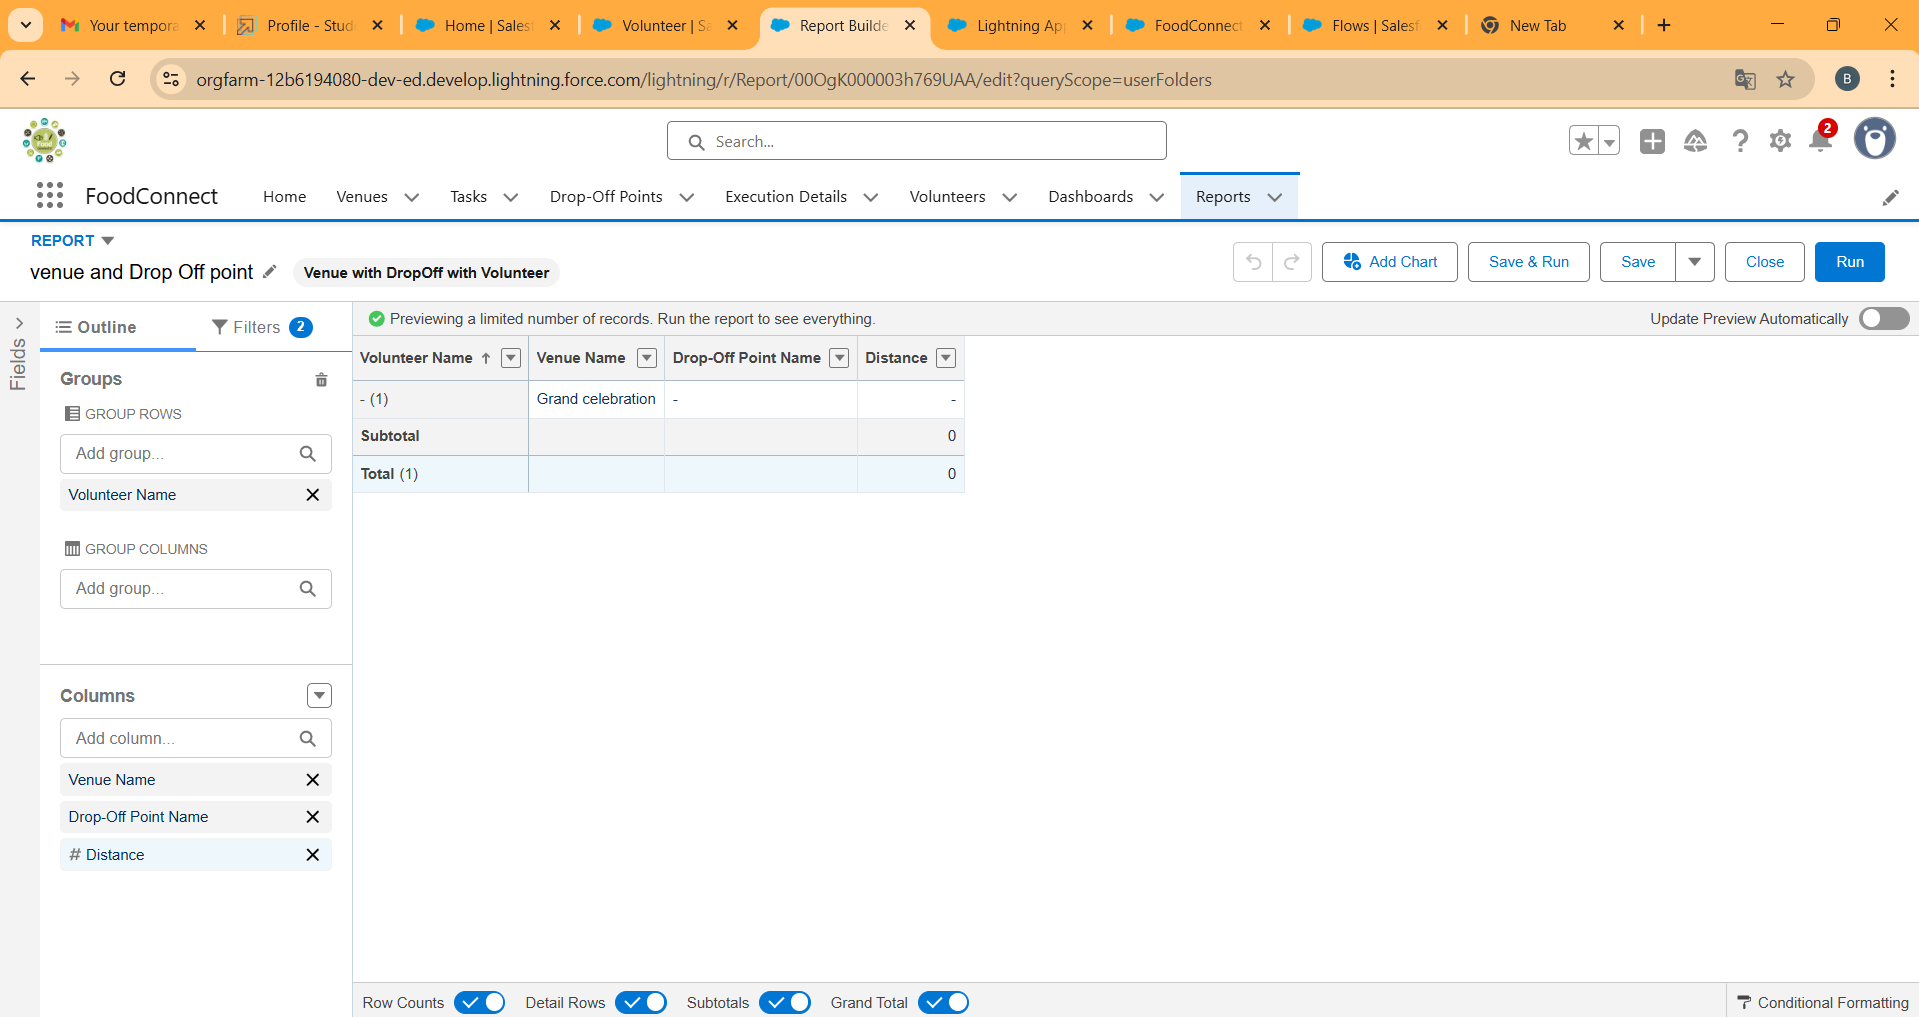 Your tempora
Profile - Stud
Home | Sales
Volunteer | Sa
Report Builde
Lightning Ap
FoodConnect
Flows | Salesf
New Tab
orgfarm-12b6194080-dev-ed.develop.lightning.force.com/lightning/r/Report/00OgK000003h769UAA/edit?queryScope=userFolders
B
Search...
2
FoodConnect
Home
Venues
Tasks
Drop-Off Points
Execution Details
Volunteers
Dashboards
Reports
REPORT
venue and Drop Off point
Venue with DropOff with Volunteer
Add Chart
Save & Run
Save
Close
Run
Fields
Outline
Filters 2
Previewing a limited number of records. Run the report to see everything.
Update Preview Automatically
Groups
GROUP ROWS
Add group...
Volunteer Name
GROUP COLUMNS
Add group...
Columns
Add column...
Venue Name
Drop-Off Point Name
# Distance
Volunteer Name ↑ Venue Name Drop-Off Point Name Distance
- (1) Grand celebration - -
Subtotal 0
Total (1) 0
Row Counts
Detail Rows
Subtotals
Grand Total
Conditional Formatting